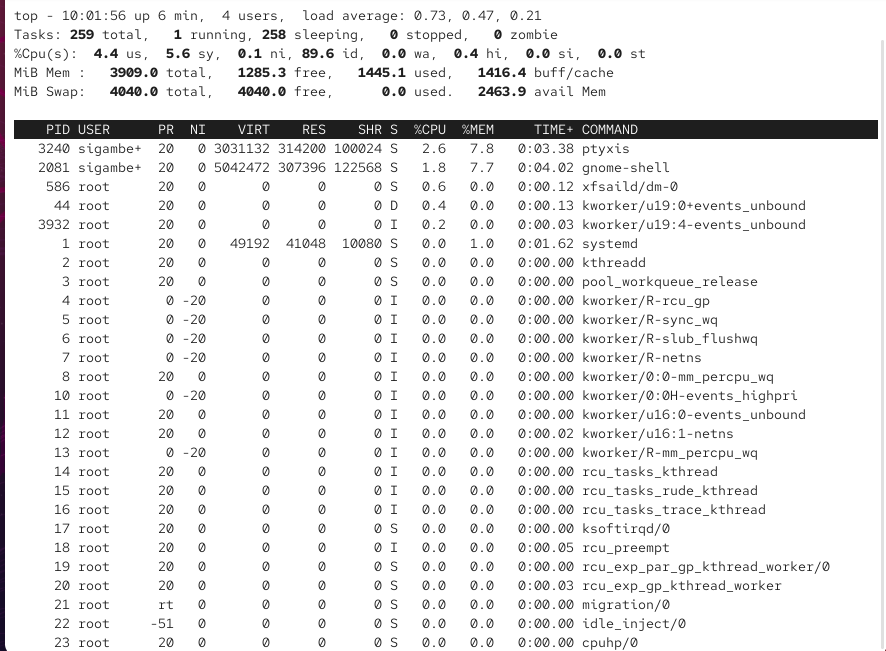 top - 10:01:56 up 6 min,  4 users,  load average: 0.73, 0.47, 0.21
Tasks: 259 total,   1 running, 258 sleeping,   0 stopped,   0 zombie
%Cpu(s):  4.4 us,  5.6 sy,  0.1 ni, 89.6 id,  0.0 wa,  0.4 hi,  0.0 si,  0.0 st
MiB Mem :   3909.0 total,   1285.3 free,   1445.1 used,   1416.4 buff/cache
MiB Swap:   4040.0 total,   4040.0 free,      0.0 used.   2463.9 avail Mem
PID USER      PR  NI    VIRT    RES    SHR S  %CPU  %MEM     TIME+ COMMAND
3240 sigambe+  20   0 3031132 314200 100024 S   2.6   7.8   0:03.38 ptyxis
2081 sigambe+  20   0 5042472 307396 122568 S   1.8   7.7   0:04.02 gnome-shell
586 root      20   0       0      0      0 S   0.6   0.0   0:00.12 xfsaild/dm-0
44 root      20   0       0      0      0 D   0.4   0.0   0:00.13 kworker/u19:0+events_unbound
3932 root      20   0       0      0      0 I   0.2   0.0   0:00.03 kworker/u19:4-events_unbound
1 root      20   0   49192  41048  10080 S   0.0   1.0   0:01.62 systemd
2 root      20   0       0      0      0 S   0.0   0.0   0:00.00 kthreadd
3 root      20   0       0      0      0 S   0.0   0.0   0:00.00 pool_workqueue_release
4 root       0 -20       0      0      0 I   0.0   0.0   0:00.00 kworker/R-rcu_gp
5 root       0 -20       0      0      0 I   0.0   0.0   0:00.00 kworker/R-sync_wq
6 root       0 -20       0      0      0 I   0.0   0.0   0:00.00 kworker/R-slub_flushwq
7 root       0 -20       0      0      0 I   0.0   0.0   0:00.00 kworker/R-netns
8 root      20   0       0      0      0 I   0.0   0.0   0:00.00 kworker/0:0-mm_percpu_wq
10 root       0 -20       0      0      0 I   0.0   0.0   0:00.00 kworker/0:0H-events_highpri
11 root      20   0       0      0      0 I   0.0   0.0   0:00.00 kworker/u16:0-events_unbound
12 root      20   0       0      0      0 I   0.0   0.0   0:00.02 kworker/u16:1-netns
13 root       0 -20       0      0      0 I   0.0   0.0   0:00.00 kworker/R-mm_percpu_wq
14 root      20   0       0      0      0 I   0.0   0.0   0:00.00 rcu_tasks_kthread
15 root      20   0       0      0      0 I   0.0   0.0   0:00.00 rcu_tasks_rude_kthread
16 root      20   0       0      0      0 I   0.0   0.0   0:00.00 rcu_tasks_trace_kthread
17 root      20   0       0      0      0 S   0.0   0.0   0:00.00 ksoftirqd/0
18 root      20   0       0      0      0 I   0.0   0.0   0:00.05 rcu_preempt
19 root      20   0       0      0      0 S   0.0   0.0   0:00.00 rcu_exp_par_gp_kthread_worker/0
20 root      20   0       0      0      0 S   0.0   0.0   0:00.03 rcu_exp_gp_kthread_worker
21 root      rt   0       0      0      0 S   0.0   0.0   0:00.00 migration/0
22 root     -51   0       0      0      0 S   0.0   0.0   0:00.00 idle_inject/0
23 root      20   0       0      0      0 S   0.0   0.0   0:00.00 cpuhp/0